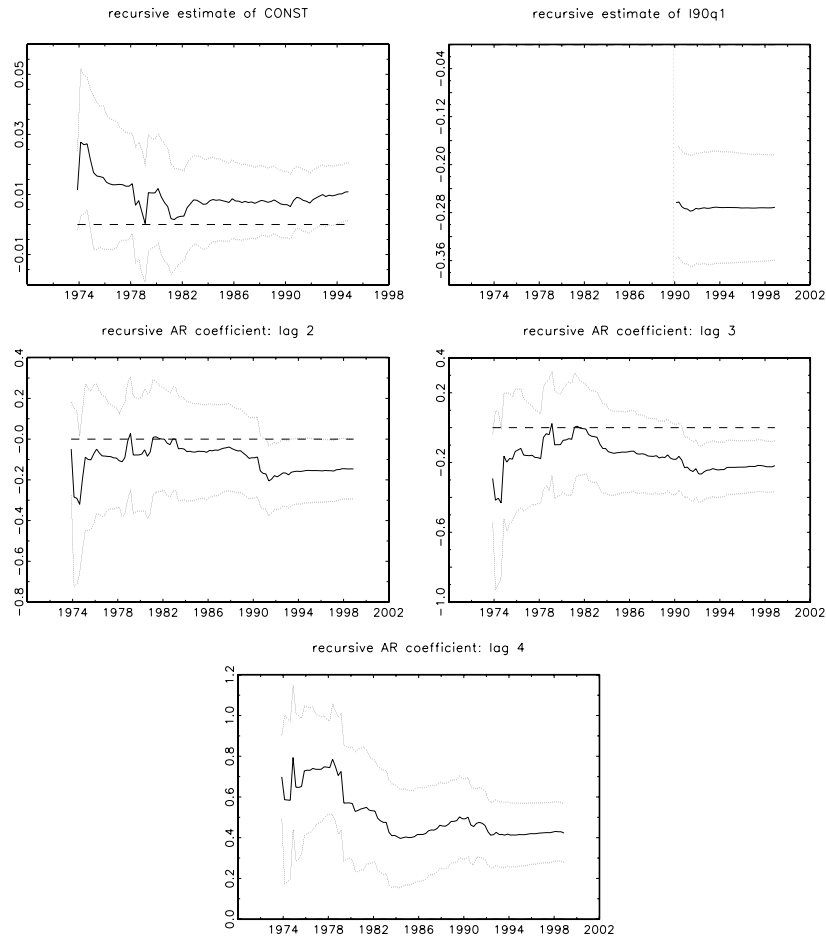 recursive estimate of CONST
0.05
0.03
0.01
−0.01
1974 1978 1982 1986 1990 1994 1998
recursive estimate of I90q1
−0.04
−0.12
−0.20
−0.28
−0.36
1974 1978 1982 1986 1990 1994 1998 2002
recursive AR coefficient: lag 2
0.4
0.2
−0.0
−0.2
−0.4
−0.6
−0.8
1974 1978 1982 1986 1990 1994 1998 2002
recursive AR coefficient: lag 3
0.2
−0.2
−0.6
−1.0
1974 1978 1982 1986 1990 1994 1998 2002
recursive AR coefficient: lag 4
1.2
1.0
0.8
0.6
0.4
0.2
0.0
1974 1978 1982 1986 1990 1994 1998 2002